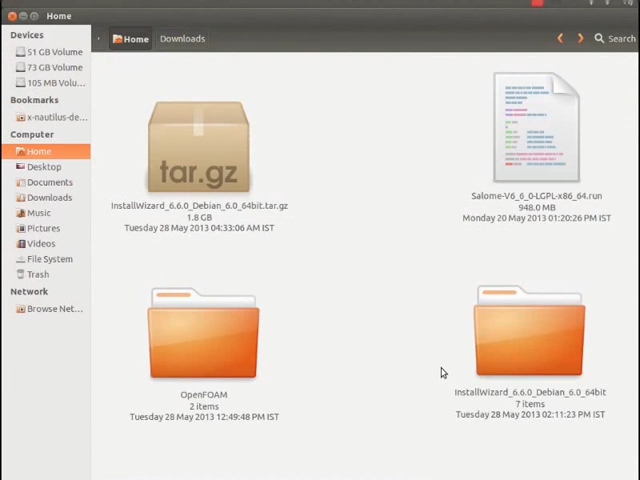 Home
Devices
51 GB Volume
73 GB Volume
105 MB Volu...
Bookmarks
x-nautilus-de...
Computer
Home
Desktop
Documents
Downloads
Music
Pictures
Videos
File System
Trash
Network
Browse Net...
Home Downloads Search
tar.gz
InstallWizard_6.6.0_Debian_6.0_64bit.tar.gz
1.8 GB
Tuesday 28 May 2013 04:33:06 AM IST
Salome-V6_6_0-LGPL-x86_64.run
948.0 MB
Monday 20 May 2013 01:20:26 PM IST
OpenFOAM
2 items
Tuesday 28 May 2013 12:49:48 PM IST
InstallWizard_6.6.0_Debian_6.0_64bit
7 items
Tuesday 28 May 2013 02:11:23 PM IST